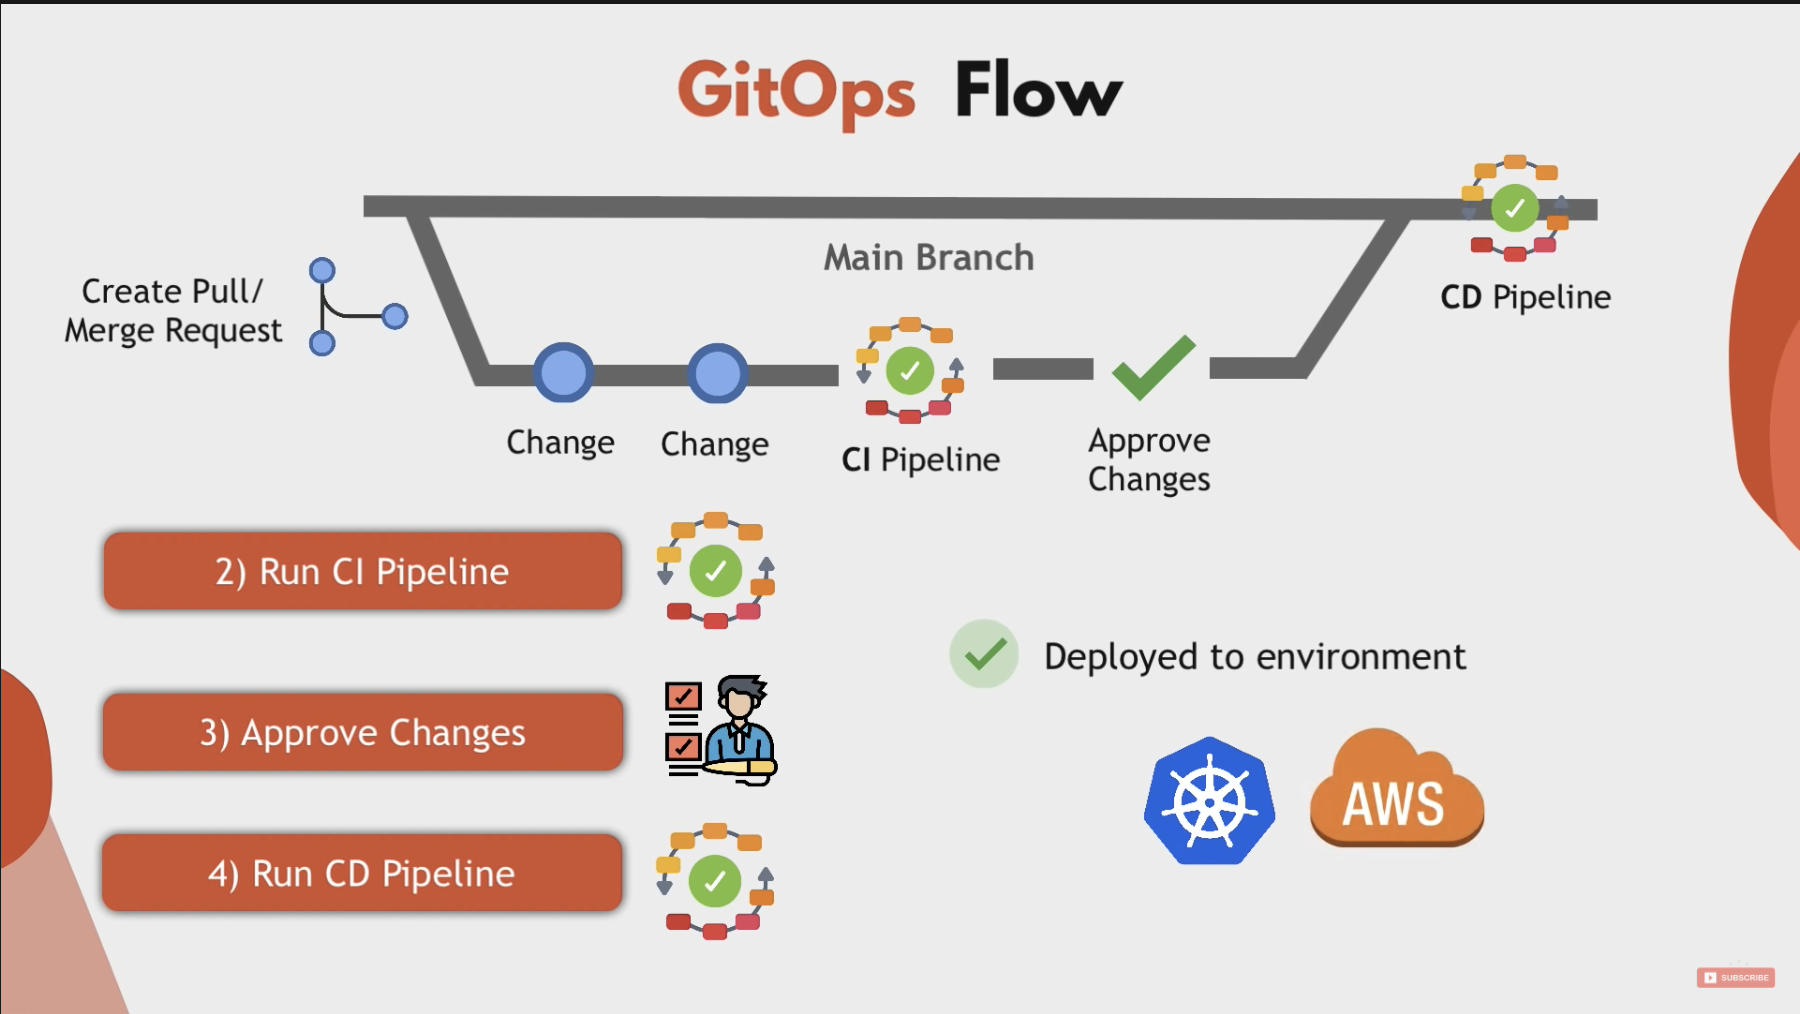 GitOps Flow
Main Branch
Create Pull/
Merge Request
CD Pipeline
Change
Change
CI Pipeline
Approve
Changes
2) Run CI Pipeline
Deployed to environment
3) Approve Changes
AWS
4) Run CD Pipeline
SUBSCRIBE